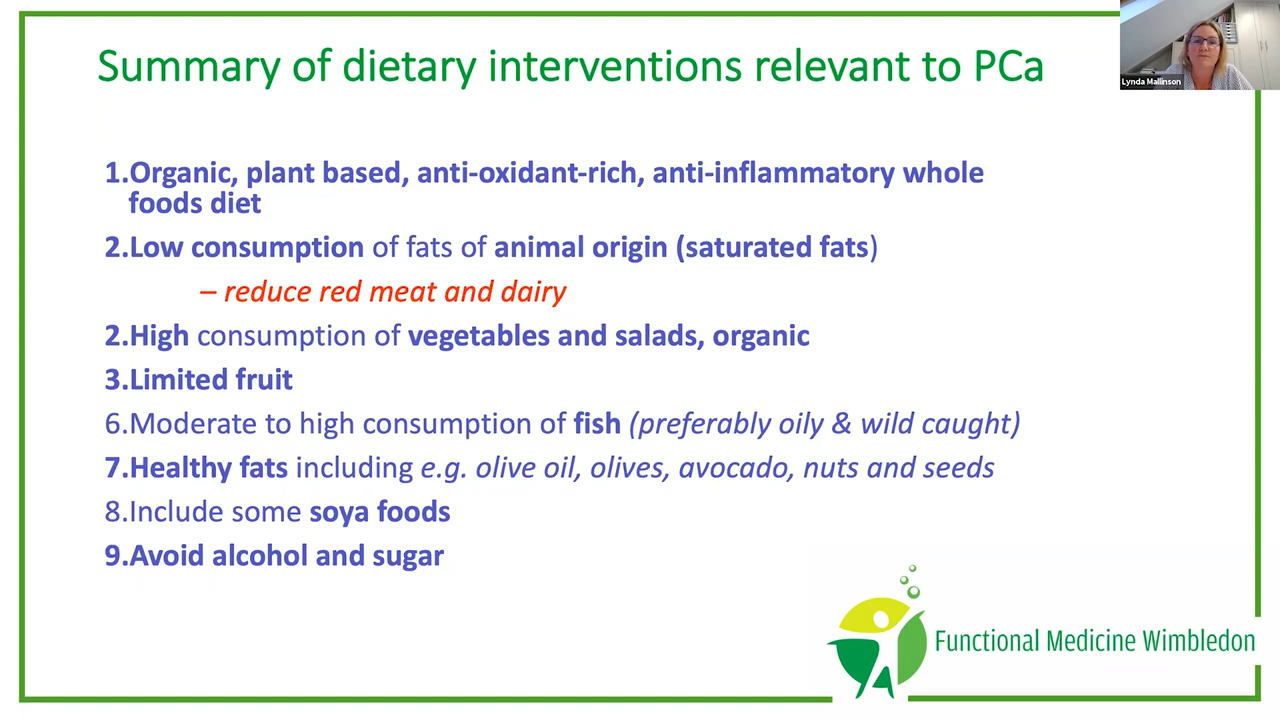 Summary of dietary interventions relevant to PCa
Lynda Mallinson
1.Organic, plant based, anti-oxidant-rich, anti-inflammatory whole
foods diet
2.Low consumption of fats of animal origin (saturated fats)
– reduce red meat and dairy
2.High consumption of vegetables and salads, organic
3.Limited fruit
6.Moderate to high consumption of fish (preferably oily & wild caught)
7.Healthy fats including e.g. olive oil, olives, avocado, nuts and seeds
8.Include some soya foods
9.Avoid alcohol and sugar
Functional Medicine Wimbledon